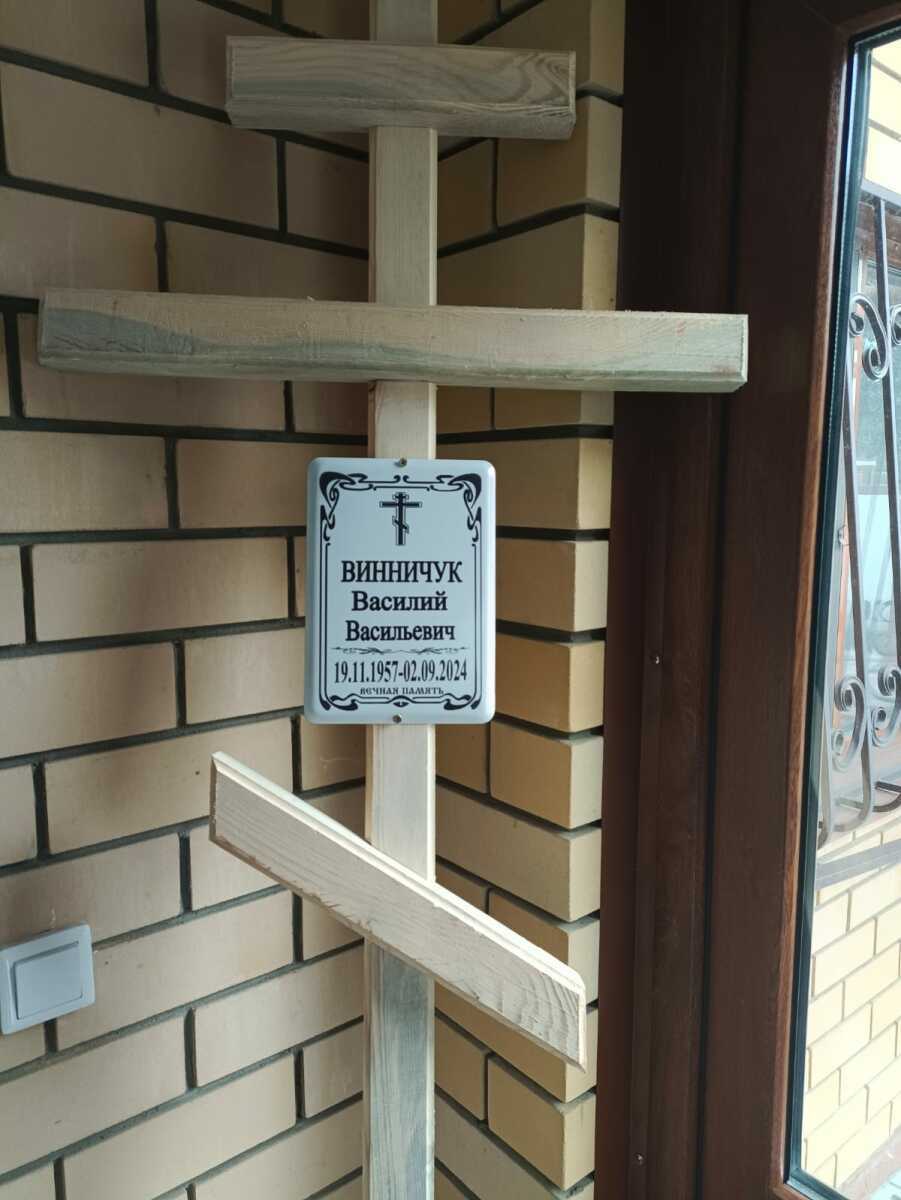 ВИННИЧУК
Василий
Васильевич
19.11.1957-02.09.2024
ВЕЧНАЯ ПАМЯТЬ